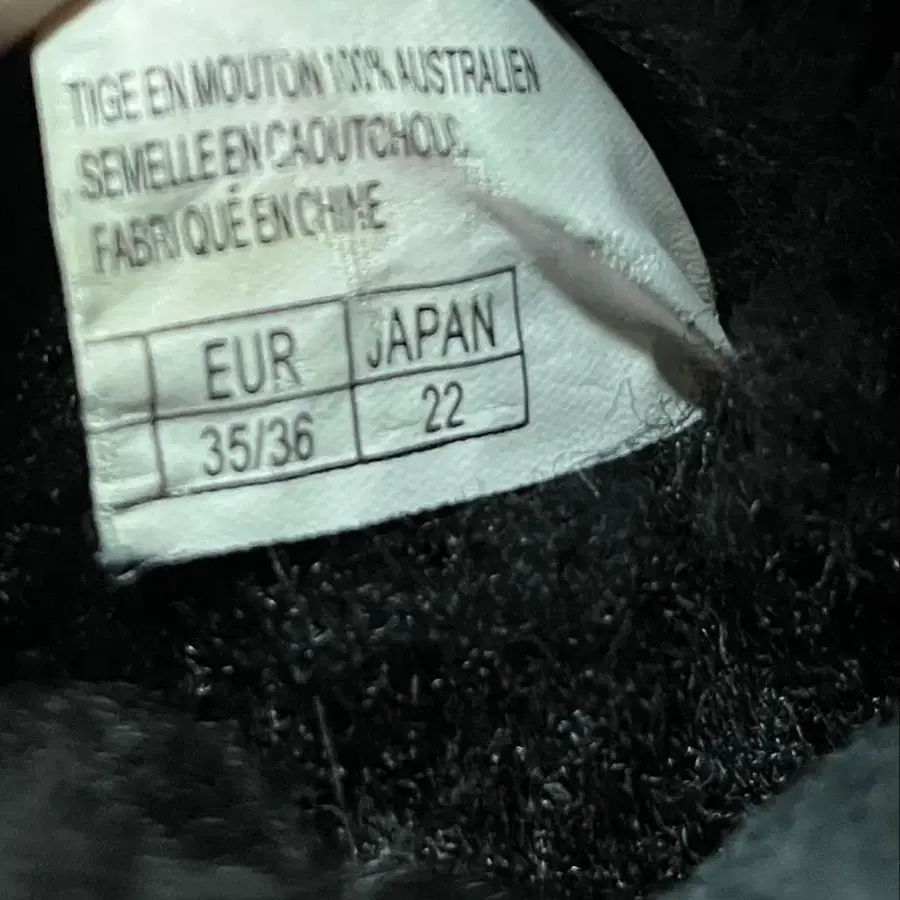 TIGE EN MOUTON 100% AUSTRALIEN
SEMELLE EN CAOUTCHOUC
FABRIQUÉ EN CHINE
EUR JAPAN
35/36 22